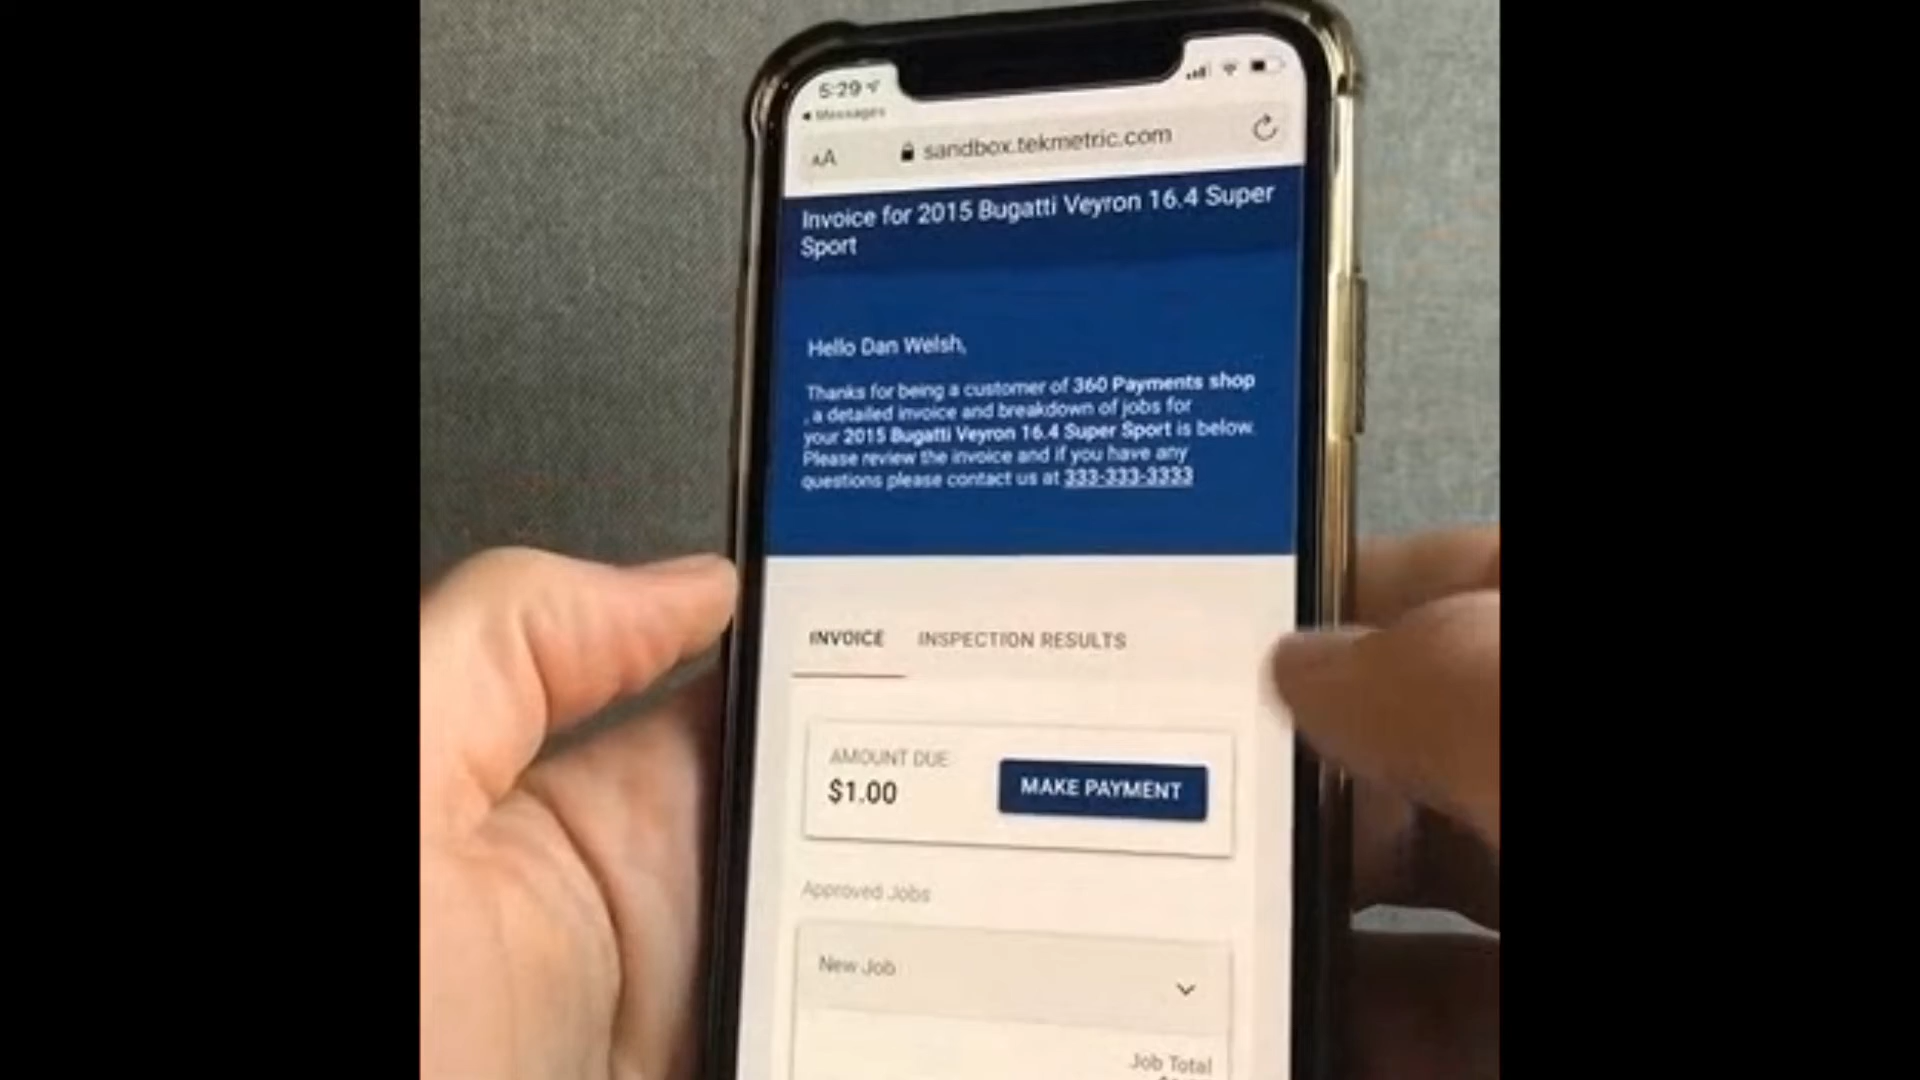 5:29
Messages
AA sandbox.tekmetric.com
Invoice for 2015 Bugatti Veyron 16.4 Super
Sport
Hello Dan Welsh,
Thanks for being a customer of 360 Payments shop
, a detailed invoice and breakdown of jobs for
your 2015 Bugatti Veyron 16.4 Super Sport is below.
Please review the invoice and if you have any
questions please contact us at 333-333-3333
INVOICE INSPECTION RESULTS
AMOUNT DUE
$1.00
MAKE PAYMENT
Approved Jobs
New Job
Job Total